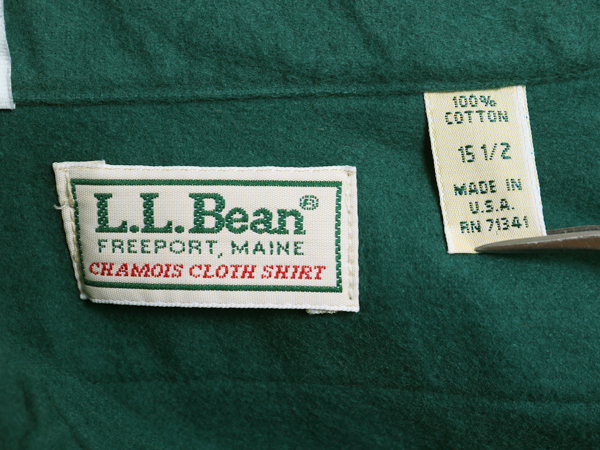 L.L.Bean®
FREEPORT, MAINE
CHAMOIS CLOTH SHIRT
100%
COTTON
15 1/2
MADE IN
U.S.A.
RN 71341